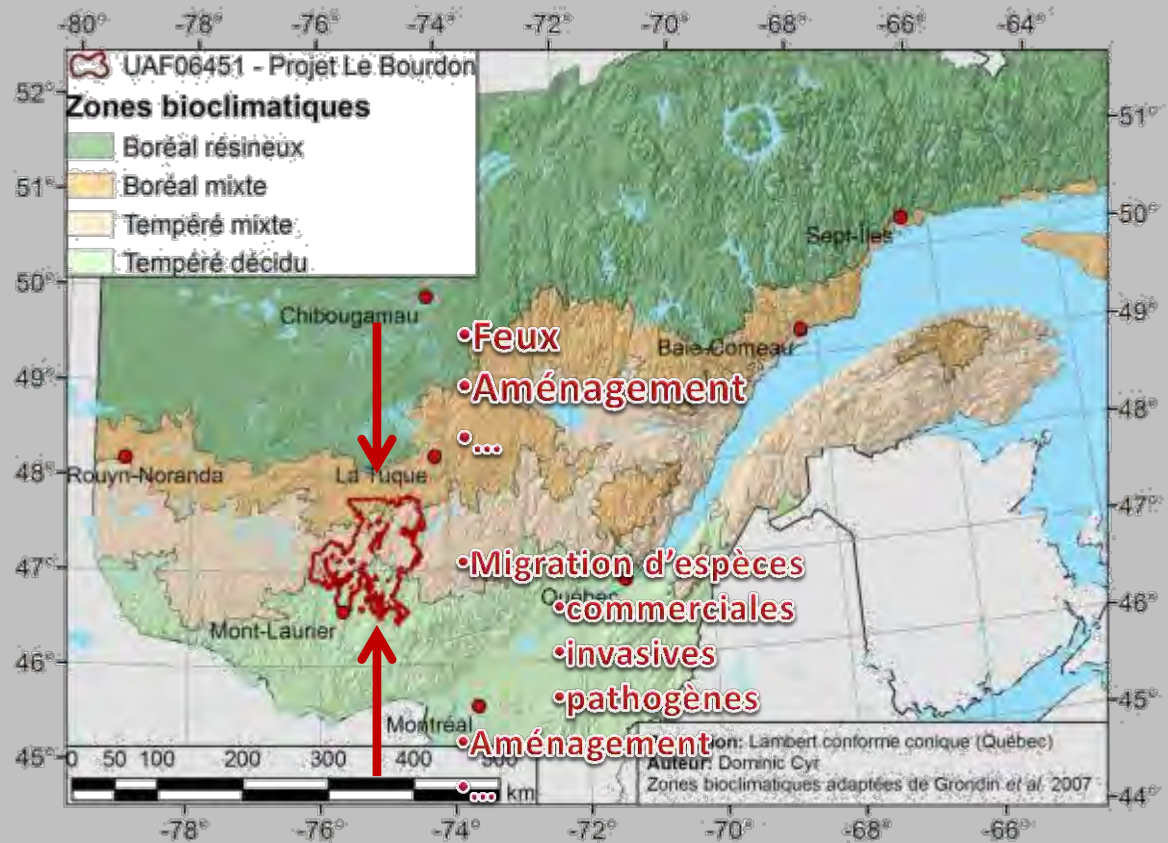 -80° -78° -76° -74° -72° -70° -68° -66° -64°
UAF06451 - Projet Le Bourdon
Zones bioclimatiques
Boréal résineux
Boréal mixte
Tempéré mixte
Tempéré décidu
52°
51°
50°
49°
48°
47°
46°
45°
51°
50°
49°
48°
47°
46°
45°
44°
Sept-Îles
Chibougamau
•Feux
Baie-Comeau
•Aménagement
•...
Rouyn-Noranda
La Tuque
•Migration d'espèces
Québec
•commerciales
Mont-Laurier
•invasives
•pathogènes
Montréal
•Aménagement
•...
0 50 100 200 300 400 500
km
ion: Lambert conforme conique (Québec)
Auteur: Dominic Cyr
Zones bioclimatiques adaptées de Grondin et al. 2007
-78° -76° -74° -72° -70° -68° -66°